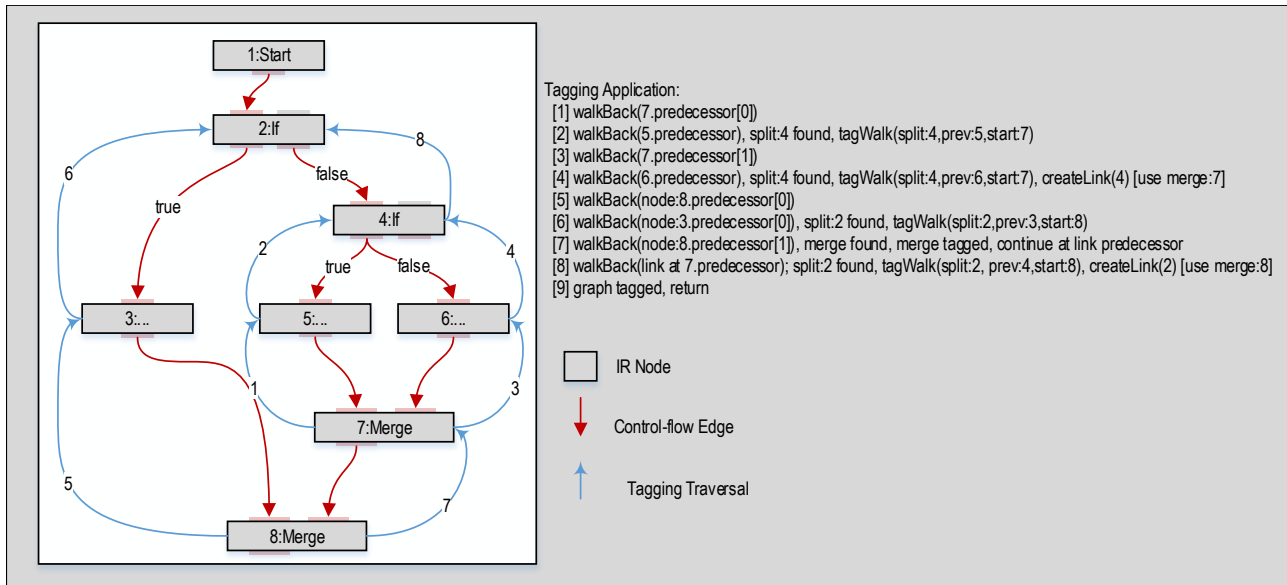 1:Start
2:If
8
6
false
true
4:If
2
4
true
false
3:...
5:...
6:...
1
3
7:Merge
5
7
8:Merge
Tagging Application:
[1] walkBack(7.predecessor[0])
[2] walkBack(5.predecessor), split:4 found, tagWalk(split:4,prev:5,start:7)
[3] walkBack(7.predecessor[1])
[4] walkBack(6.predecessor), split:4 found, tagWalk(split:4,prev:6,start:7), createLink(4) [use merge:7]
[5] walkBack(node:8.predecessor[0])
[6] walkBack(node:3.predecessor[0]), split:2 found, tagWalk(split:2,prev:3,start:8)
[7] walkBack(node:8.predecessor[1]), merge found, merge tagged, continue at link predecessor
[8] walkBack(link at 7.predecessor); split:2 found, tagWalk(split:2, prev:4,start:8), createLink(2) [use merge:8]
[9] graph tagged, return
IR Node
Control-flow Edge
Tagging Traversal